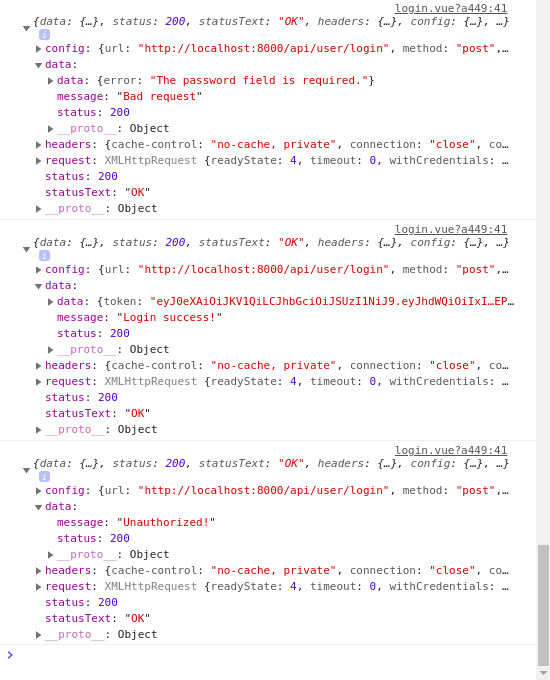 login.vue?a449:41
{data: {…}, status: 200, statusText: "OK", headers: {…}, config: {…}, …}
i
config: {url: "http://localhost:8000/api/user/login", method: "post",…
data:
data: {error: "The password field is required."}
message: "Bad request"
status: 200
__proto__: Object
headers: {cache-control: "no-cache, private", connection: "close", co…
request: XMLHttpRequest {readyState: 4, timeout: 0, withCredentials: …
status: 200
statusText: "OK"
__proto__: Object
login.vue?a449:41
{data: {…}, status: 200, statusText: "OK", headers: {…}, config: {…}, …}
i
config: {url: "http://localhost:8000/api/user/login", method: "post",…
data:
data: {token: "eyJ0eXAiOiJKV1QiLCJhbGciOiJSUzI1NiJ9.eyJhdWQiOiIxI…EP…
message: "Login success!"
status: 200
__proto__: Object
headers: {cache-control: "no-cache, private", connection: "close", co…
request: XMLHttpRequest {readyState: 4, timeout: 0, withCredentials: …
status: 200
statusText: "OK"
__proto__: Object
login.vue?a449:41
{data: {…}, status: 200, statusText: "OK", headers: {…}, config: {…}, …}
i
config: {url: "http://localhost:8000/api/user/login", method: "post",…
data:
message: "Unauthorized!"
status: 200
__proto__: Object
headers: {cache-control: "no-cache, private", connection: "close", co…
request: XMLHttpRequest {readyState: 4, timeout: 0, withCredentials: …
status: 200
statusText: "OK"
__proto__: Object